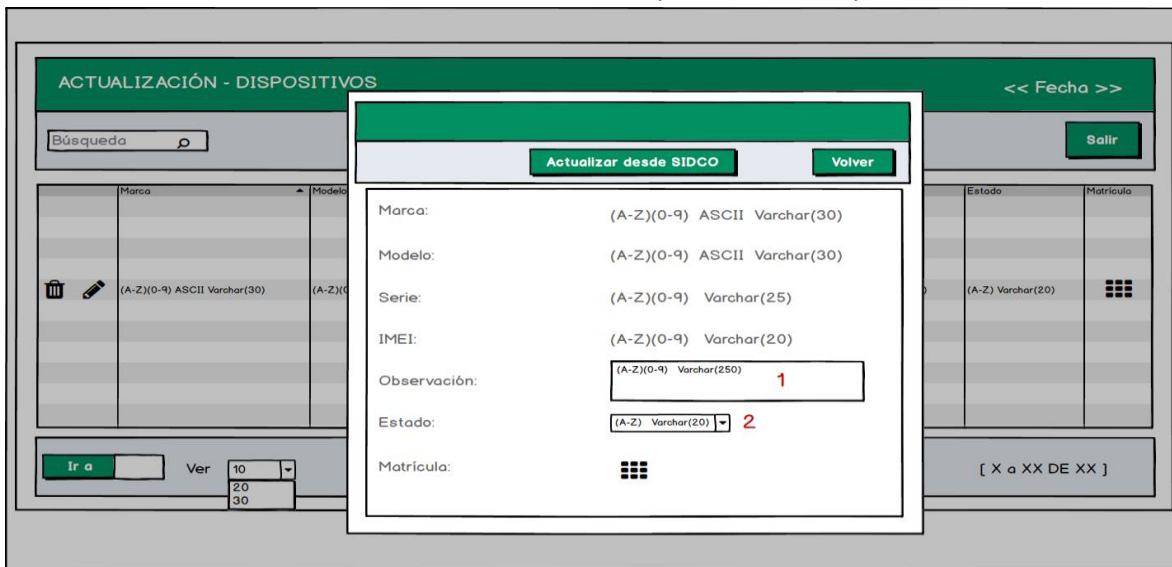 ACTUALIZACIÓN - DISPOSITIVOS
<< Fecha >>
Búsqueda
Salir
Actualizar desde SIDCO
Volver
Marca
Modelo
Estado
Matrícula
(A-Z)(0-9) ASCII Varchar(30)
(A-Z)(0
(A-Z) Varchar(20)
Marca:
(A-Z)(0-9) ASCII Varchar(30)
Modelo:
(A-Z)(0-9) ASCII Varchar(30)
Serie:
(A-Z)(0-9) Varchar(25)
IMEI:
(A-Z)(0-9) Varchar(20)
Observación:
(A-Z)(0-9) Varchar(250)
1
Estado:
(A-Z) Varchar(20)
2
Matrícula:
Ir a
Ver
10
20
30
[ X a XX DE XX ]